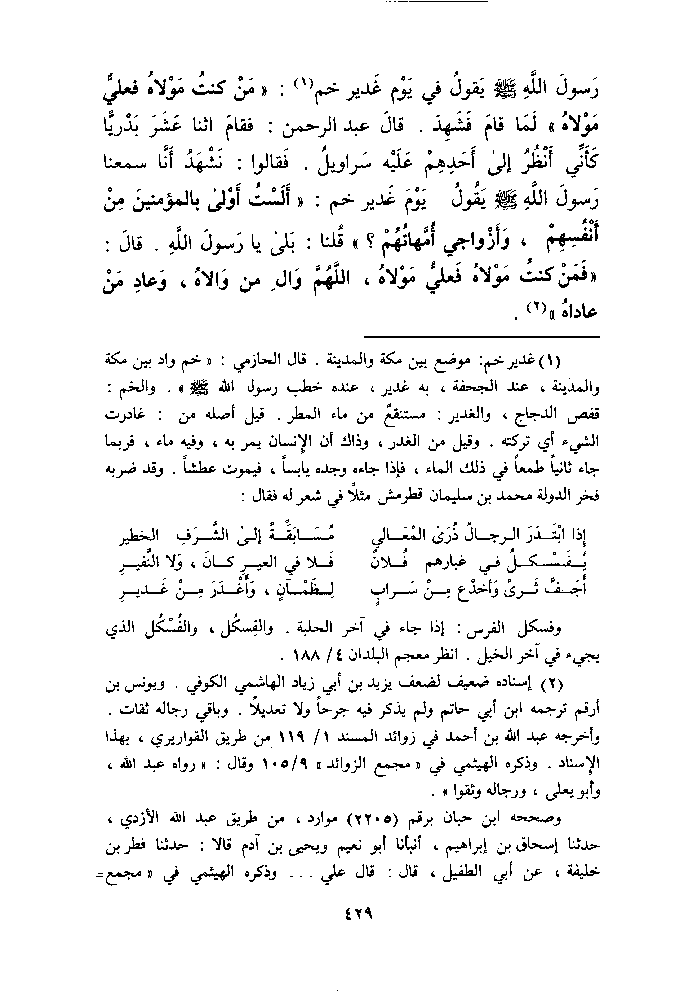 رَسولَ اللَّهِ ﷺ يَقولُ في يَوْم غَدير خم(١) : « مَنْ كنتُ مَوْلاهُ فعليٌّ
مَوْلاهُ » لَمَا قامَ فَشَهِدَ . قالَ عبد الرحمن : فقامَ اثنا عَشَرَ بَدْريًّا
كَأَنِّي أَنْظُرُ إلىٰ أَحَدِهِمْ عَلَيْه سَراويلُ . فَقالوا : نَشْهَدُ أَنَّا سمعنا
رَسولَ اللَّهِ ﷺ يَقُولُ يَوْمَ غَدير خم : « أَلَسْتُ أَوْلىٰ بالمؤمنينَ مِنْ
أَنْفُسِهِمْ ، وَأَزْواجي أُمَّهاتُهُمْ ؟ » قُلنا : بَلىٰ يا رَسولَ اللَّهِ . قالَ :
«فَمَنْ كنتُ مَوْلاهُ فَعليُّ مَوْلاهُ ، اللَّهُمَّ وَالِ من وَالاهُ ، وَعادِ مَنْ
عاداهُ »(٢) .
(١) غدير خم: موضع بين مكة والمدينة . قال الحازمي : « خم واد بين مكة
والمدينة ، عند الجحفة ، به غدير ، عنده خطب رسول الله ﷺ » . والخم :
قفص الدجاج ، والغدير : مستنقعٌ من ماء المطر . قيل أصله من : غادرت
الشيء أي تركته . وقيل من الغدر ، وذاك أن الإنسان يمر به ، وفيه ماء ، فربما
جاء ثانياً طمعاً في ذلك الماء ، فإذا جاءه وجده يابساً ، فيموت عطشاً . وقد ضربه
فخر الدولة محمد بن سليمان قطرمش مثلاً في شعر له فقال :
إِذا ابْتَدَرَ الرجالُ ذُرَىٰ المْعَالي مُسَابَقَةً إلىٰ الشَّرَفِ الخطير
يُفَسْكلُ في غبارهم فُلانٌ فَلا في العيرِ كانَ ، وَلا النَّفيرِ
أَجَفَّ ثَرىً وَأخدْع مِنْ سَرابٍ لِظَمْآنٍ ، وَأَغْدَرَ مِنْ غَديرِ
وفسكل الفرس : إذا جاء في آخر الحلبة . والفِسكُل ، والفُسْكُل الذي
يجيء في آخر الخيل . انظر معجم البلدان ٤/ ١٨٨ .
(٢) إسناده ضعيف لضعف يزيد بن أبي زياد الهاشمي الكوفي . ويونس بن
أرقم ترجمه ابن أبي حاتم ولم يذكر فيه جرحاً ولا تعديلاً . وباقي رجاله ثقات .
وأخرجه عبد الله بن أحمد في زوائد المسند ١/ ١١٩ من طريق القواريري ، بهذا
الإسناد . وذكره الهيثمي في « مجمع الزوائد » ١٠٥/٩ وقال : « رواه عبد الله ،
وأبو يعلى ، ورجاله وثقوا » .
وصححه ابن حبان برقم (٢٢٠٥) موارد ، من طريق عبد الله الأزدي ،
حدثنا إسحاق بن إبراهيم ، أنبأنا أبو نعيم ويحيى بن آدم قالا : حدثنا فطر بن
خليفة ، عن أبي الطفيل ، قال : قال علي ... وذكره الهيثمي في « مجمع=
٤٢٩